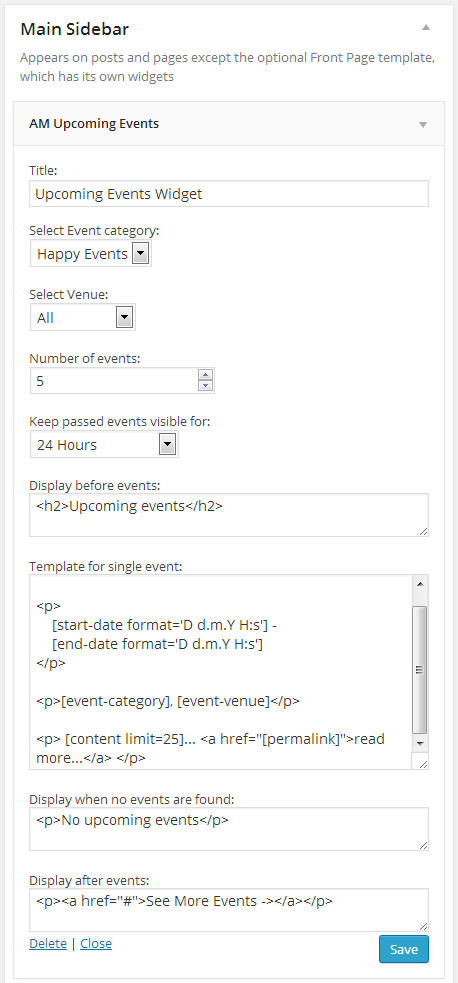 Main Sidebar
Appears on posts and pages except the optional Front Page template,
which has its own widgets
AM Upcoming Events
Title:
Upcoming Events Widget
Select Event category:
Happy Events
Select Venue:
All
Number of events:
5
Keep passed events visible for:
24 Hours
Display before events:
<h2>Upcoming events</h2>
Template for single event:
<p>
[start-date format='D d.m.Y H:s'] -
[end-date format='D d.m.Y H:s']
</p>
<p>[event-category], [event-venue]</p>
<p> [content limit=25]... <a href="[permalink]">read
more...</a> </p>
Display when no events are found:
<p>No upcoming events</p>
Display after events:
<p><a href="#">See More Events -></a></p>
Delete | Close
Save